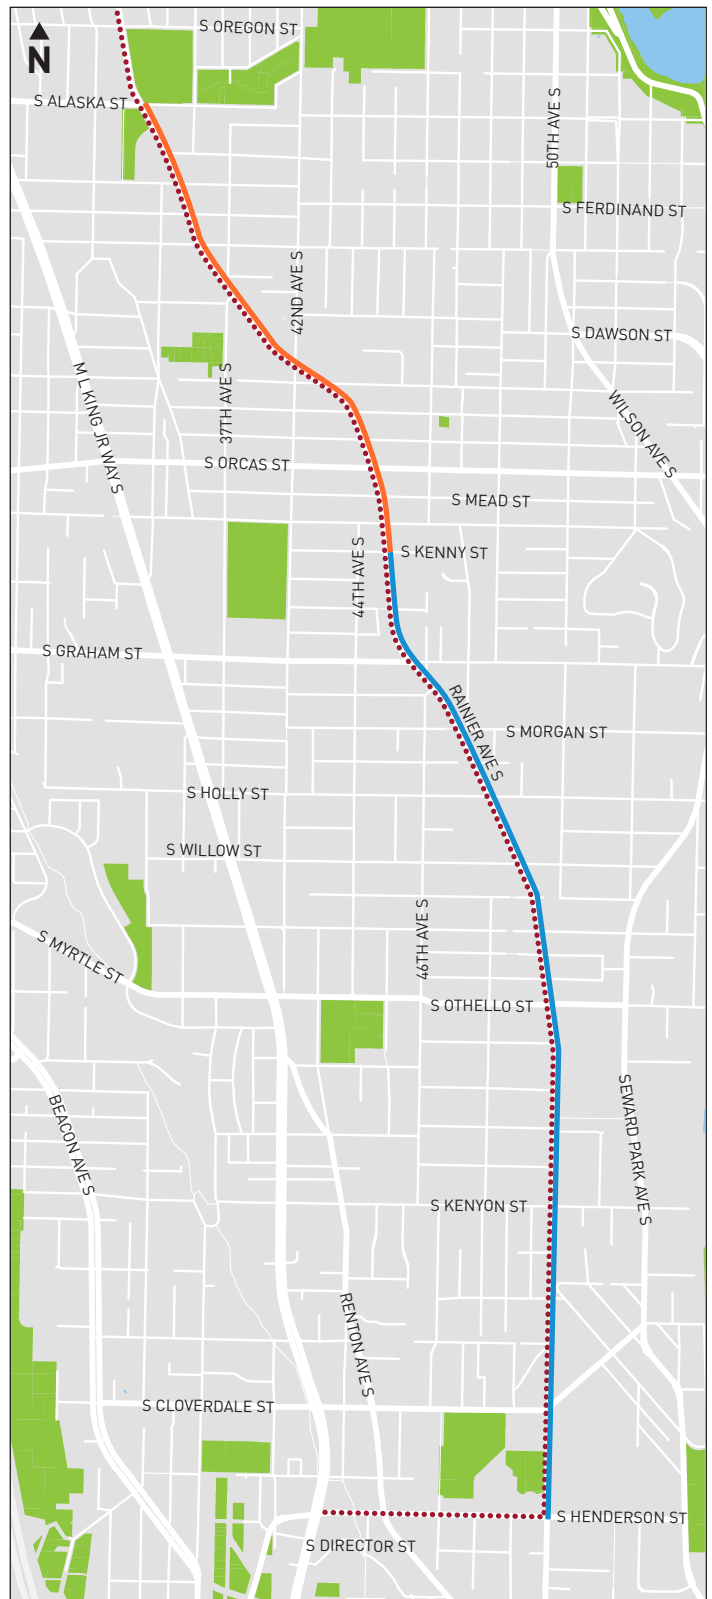 S OREGON ST
N
S ALASKA ST
50TH AVE S
S FERDINAND ST
42ND AVE S
S DAWSON ST
M L KING JR WAY S
37TH AVE S
WILSON AVE S
S ORCAS ST
S MEAD ST
44TH AVE S
S KENNY ST
S GRAHAM ST
RAINIER AVE S
S MORGAN ST
S HOLLY ST
S WILLOW ST
46TH AVE S
S MYRTLE ST
S OTHELLO ST
BEACON AVE S
SEWARD PARK AVE S
S KENYON ST
RENTON AVE S
S CLOVERDALE ST
S HENDERSON ST
S DIRECTOR ST